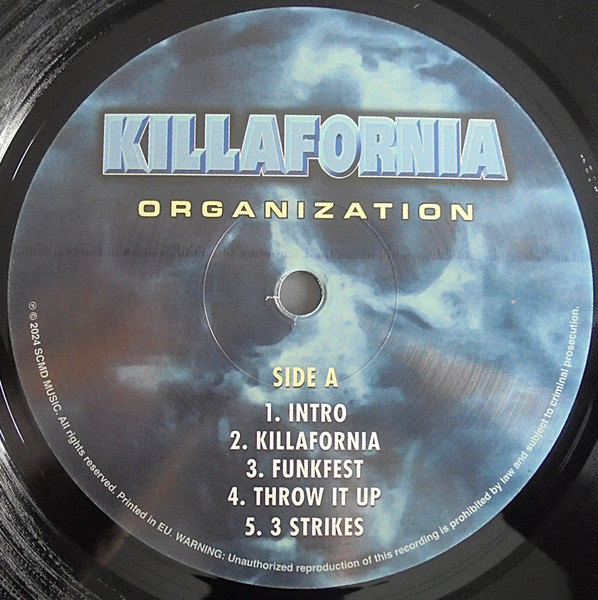 KILLAFORNIA
ORGANIZATION
SIDE A
1. INTRO
2. KILLAFORNIA
3. FUNKFEST
4. THROW IT UP
5. 3 STRIKES
℗ © 2024 SCMD MUSIC. All rights reserved. Printed in EU. WARNING: Unauthorized reproduction of this recording is prohibited by law and subject to criminal prosecution.